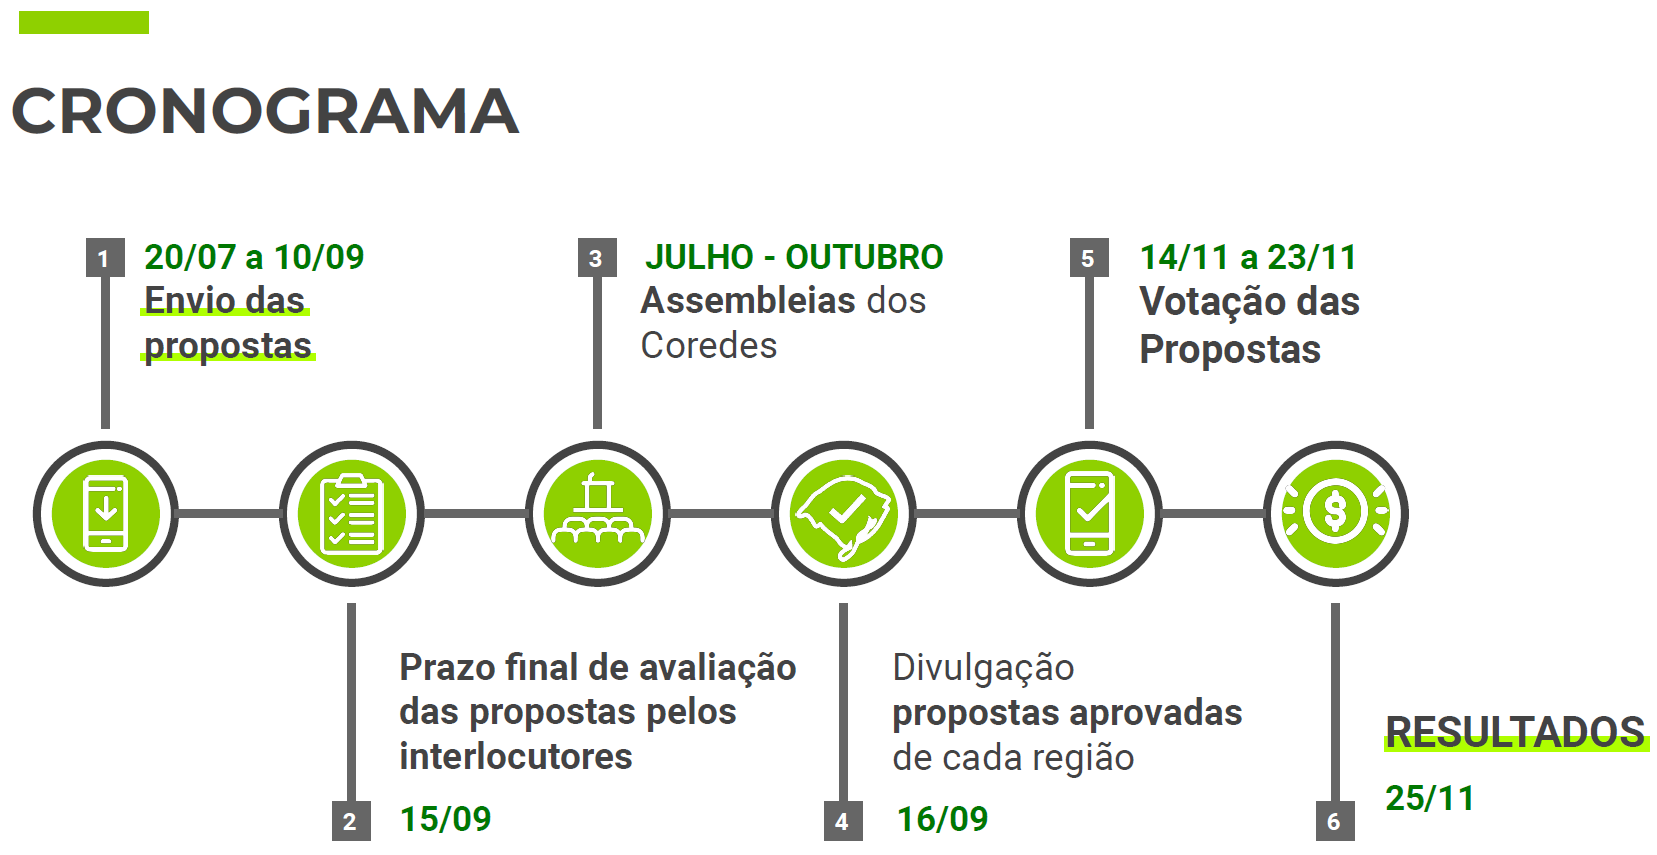 CRONOGRAMA
1
20/07 a 10/09
Envio das
propostas
3
JULHO - OUTUBRO
Assembleias dos
Coredes
5
14/11 a 23/11
Votação das
Propostas
Prazo final de avaliação
das propostas pelos
interlocutores
2
15/09
Divulgação
propostas aprovadas
de cada região
4
16/09
RESULTADOS
25/11
6